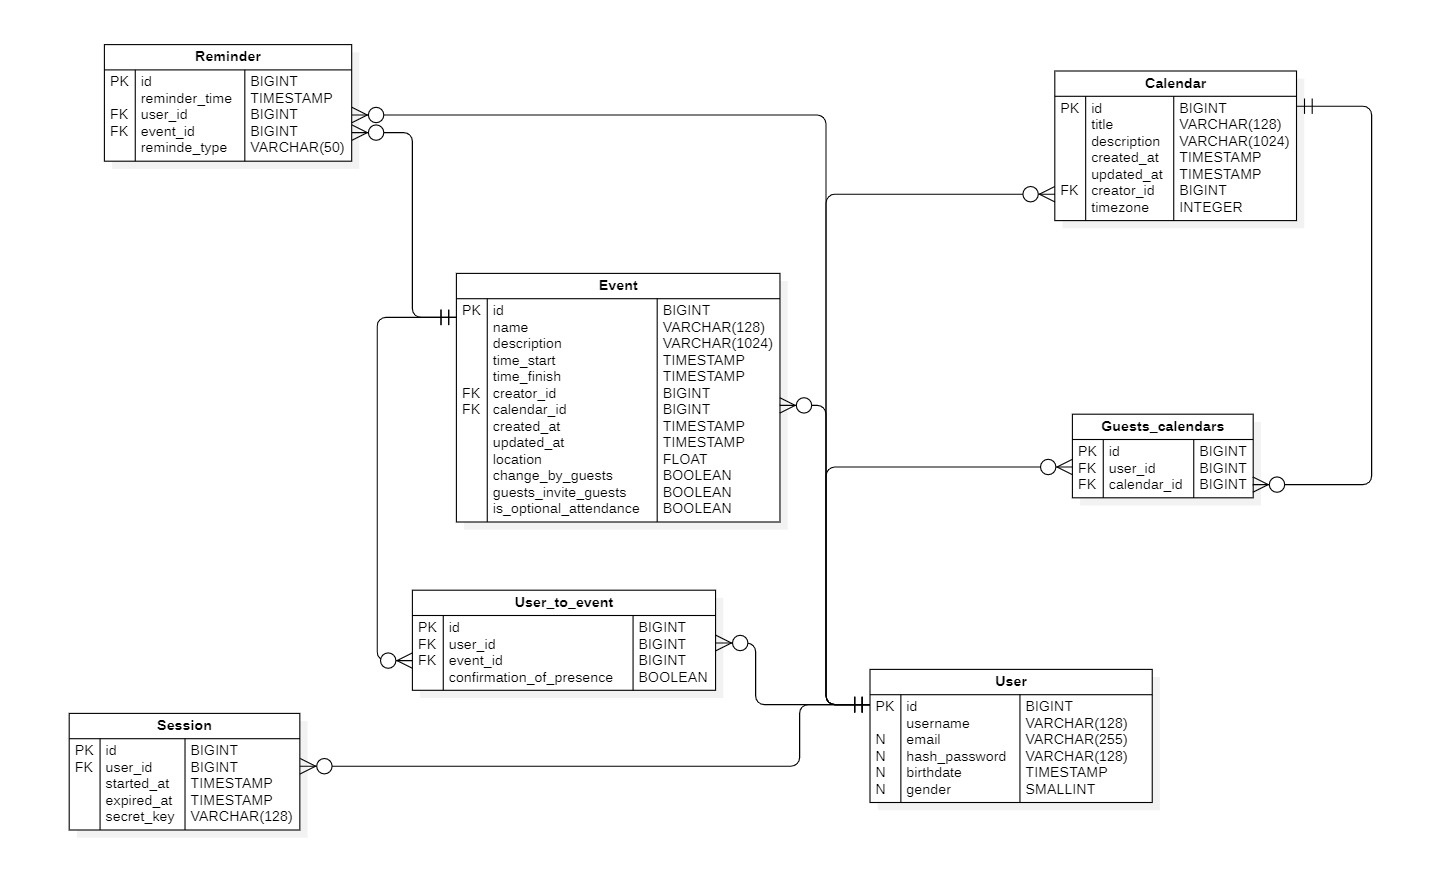 Reminder
PK id BIGINT
reminder_time TIMESTAMP
FK user_id BIGINT
FK event_id BIGINT
reminde_type VARCHAR(50)
Calendar
PK id BIGINT
title VARCHAR(128)
description VARCHAR(1024)
created_at TIMESTAMP
updated_at TIMESTAMP
FK creator_id BIGINT
timezone INTEGER
Event
PK id BIGINT
name VARCHAR(128)
description VARCHAR(1024)
time_start TIMESTAMP
time_finish TIMESTAMP
FK creator_id BIGINT
FK calendar_id BIGINT
created_at TIMESTAMP
updated_at TIMESTAMP
location FLOAT
change_by_guests BOOLEAN
guests_invite_guests BOOLEAN
is_optional_attendance BOOLEAN
Guests_calendars
PK id BIGINT
FK user_id BIGINT
FK calendar_id BIGINT
User_to_event
PK id BIGINT
FK user_id BIGINT
FK event_id BIGINT
confirmation_of_presence BOOLEAN
User
PK id BIGINT
username VARCHAR(128)
N email VARCHAR(255)
N hash_password VARCHAR(128)
N birthdate TIMESTAMP
N gender SMALLINT
Session
PK id BIGINT
FK user_id BIGINT
started_at TIMESTAMP
expired_at TIMESTAMP
secret_key VARCHAR(128)